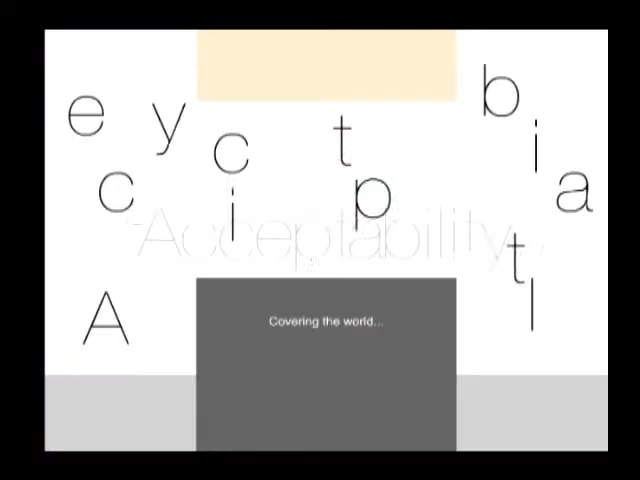 b
e y c t i
c i p a
Acceptability
t
A l
Covering the world...